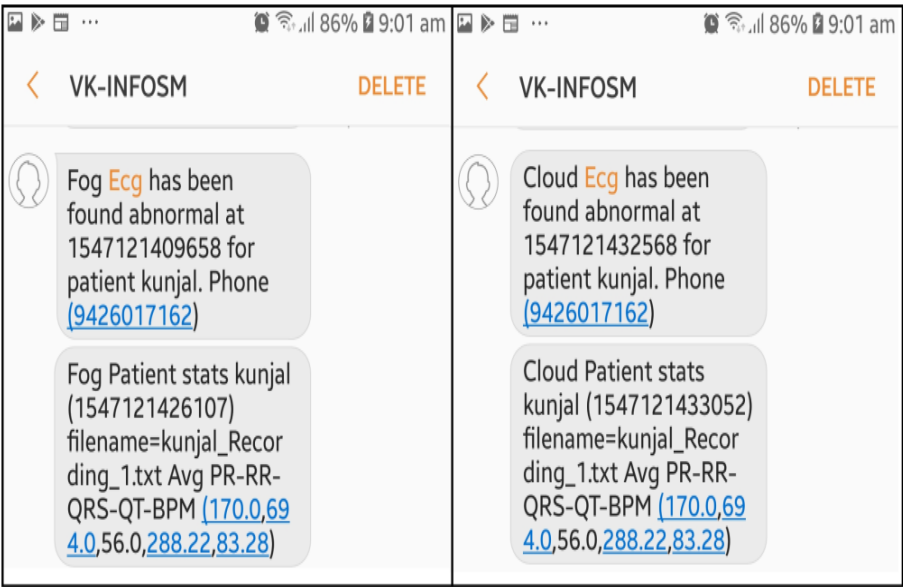 86% 9:01 am
VK-INFOSM DELETE
Fog Ecg has been
found abnormal at
1547121409658 for
patient kunjal. Phone
(9426017162)
Fog Patient stats kunjal
(1547121426107)
filename=kunjal_Recor
ding_1.txt Avg PR-RR-
QRS-QT-BPM (170.0,69
4.0,56.0,288.22,83.28)
86% 9:01 am
VK-INFOSM DELETE
Cloud Ecg has been
found abnormal at
1547121432568 for
patient kunjal. Phone
(9426017162)
Cloud Patient stats
kunjal (1547121433052)
filename=kunjal_Recor
ding_1.txt Avg PR-RR-
QRS-QT-BPM (170.0,69
4.0,56.0,288.22,83.28)